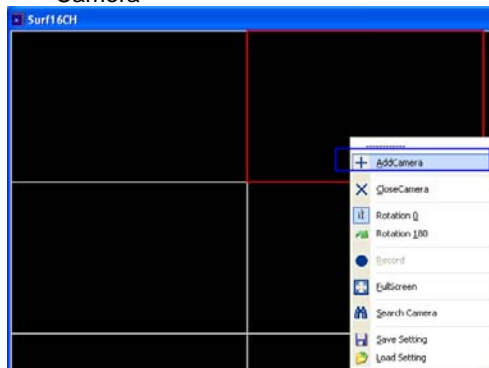 Camera
Surf16CH
AddCamera
CloseCamera
Rotation 0
Rotation 180
Record
FullScreen
Search Camera
Save Setting
Load Setting